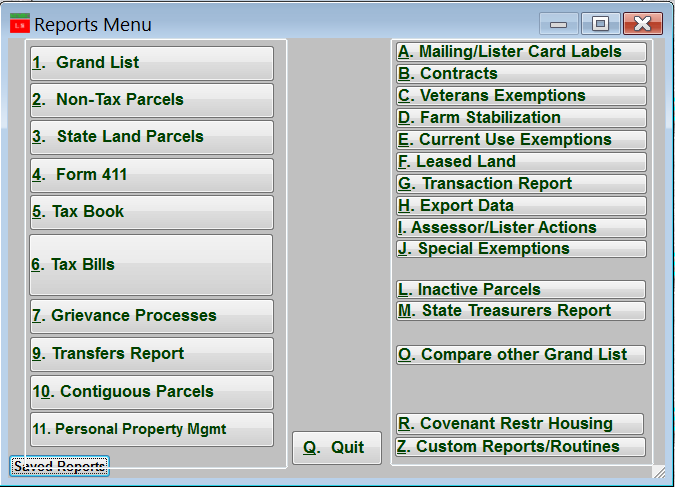 Reports Menu
1. Grand List
2. Non-Tax Parcels
3. State Land Parcels
4. Form 411
5. Tax Book
6. Tax Bills
7. Grievance Processes
9. Transfers Report
10. Contiguous Parcels
11. Personal Property Mgmt
Saved Reports
Q. Quit
A. Mailing/Lister Card Labels
B. Contracts
C. Veterans Exemptions
D. Farm Stabilization
E. Current Use Exemptions
F. Leased Land
G. Transaction Report
H. Export Data
I. Assessor/Lister Actions
J. Special Exemptions
L. Inactive Parcels
M. State Treasurers Report
O. Compare other Grand List
R. Covenant Restr Housing
Z. Custom Reports/Routines